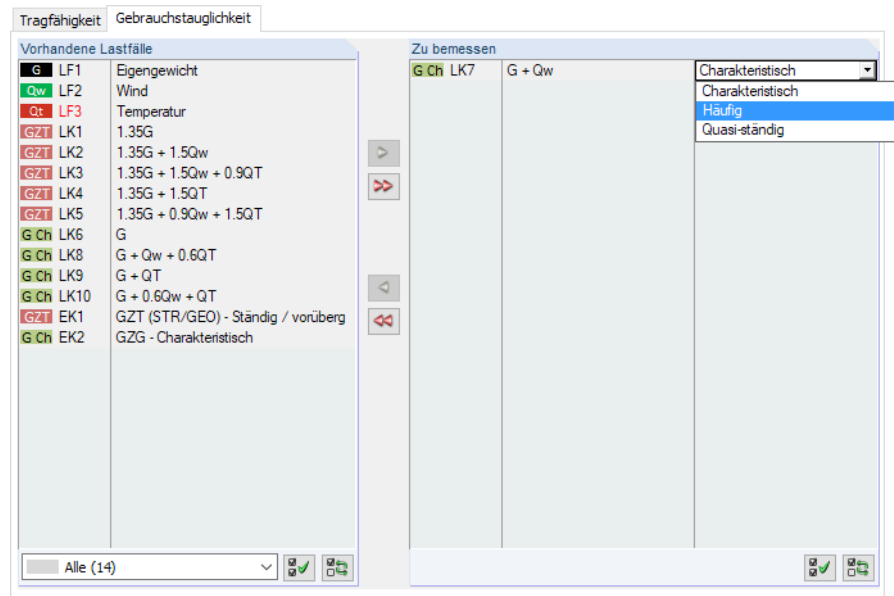 Tragfähigkeit Gebrauchstauglichkeit
Vorhandene Lastfälle
G LF1 Eigengewicht
Qw LF2 Wind
Qt LF3 Temperatur
GZT LK1 1.35G
GZT LK2 1.35G + 1.5Qw
GZT LK3 1.35G + 1.5Qw + 0.9QT
GZT LK4 1.35G + 1.5QT
GZT LK5 1.35G + 0.9Qw + 1.5QT
G Ch LK6 G
G Ch LK8 G + Qw + 0.6QT
G Ch LK9 G + QT
G Ch LK10 G + 0.6Qw + QT
GZT EK1 GZT (STR/GEO) - Ständig / vorüberg
G Ch EK2 GZG - Charakteristisch
Alle (14)
Zu bemessen
G Ch LK7 G + Qw Charakteristisch
Charakteristisch
Häufig
Quasi-ständig